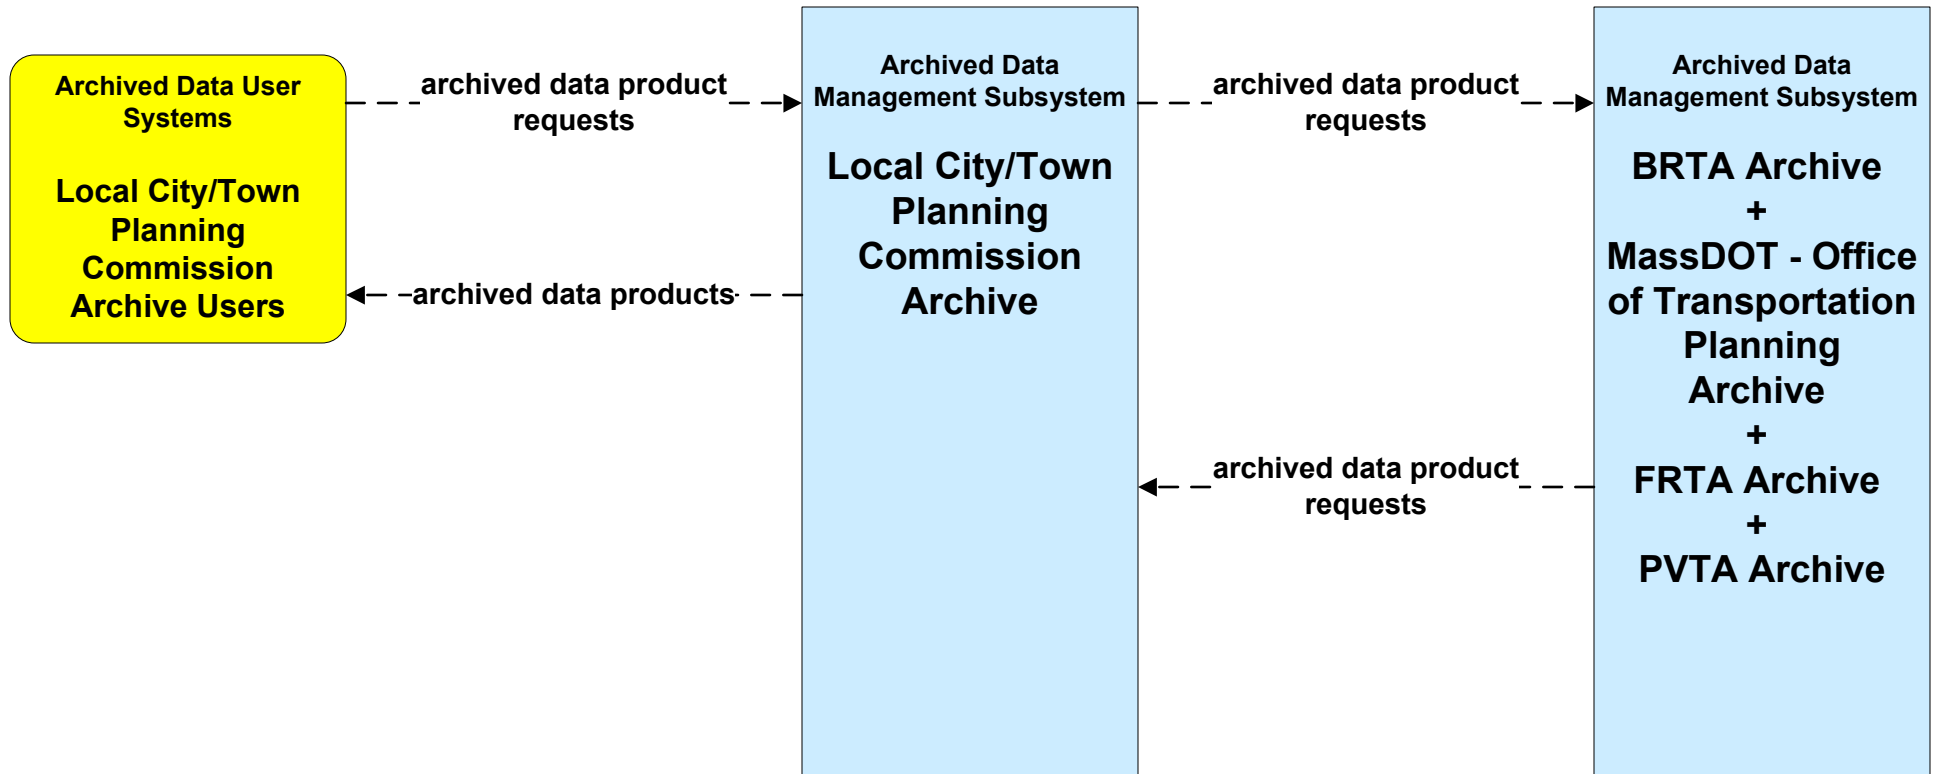 Archived Data User
Systems
Local City/Town
Planning
Commission
Archive Users
archived data product
requests
archived data products
Archived Data
Management Subsystem
Local City/Town
Planning
Commission
Archive
archived data product
requests
archived data product
requests
Archived Data
Management Subsystem
BRTA Archive
+
MassDOT - Office
of Transportation
Planning
Archive
+
FRTA Archive
+
PVTA Archive